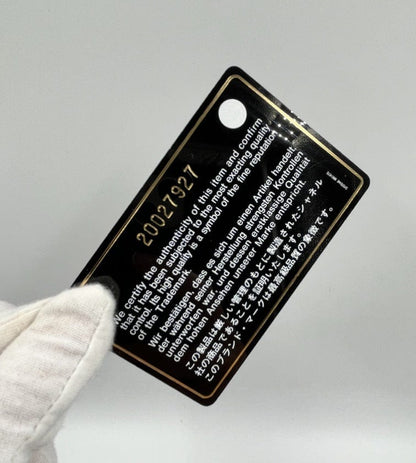 20027927
We certify the authenticity of this item and confirm
that it has been subjected to the most exacting quality
control. Its high quality is a symbol of the fine reputation
of the Trademark.
Wir bestätigen, dass es sich um einen Artikel handelt,
der während seiner Herstellung strengsten Kontrollen
unterworfen war, und dessen erstklassige Qualität
dem hohen Ansehen unserer Marke entspricht.
この製品は厳しい管理のもとに製造されたシャネル
社の商品であることを証明いたします。
このブランド・マークは最高級品質の象徴です。